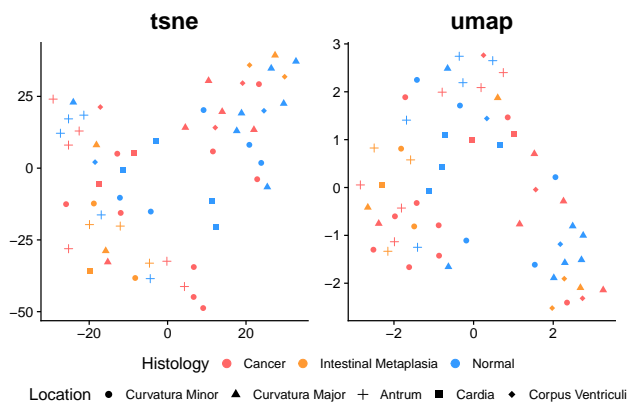 tsne umap
25
0
−25
−50
−20 0 20
3
2
1
0
−1
−2
−2 0 2
Histology Cancer Intestinal Metaplasia Normal
Location Curvatura Minor Curvatura Major Antrum Cardia Corpus Ventriculi